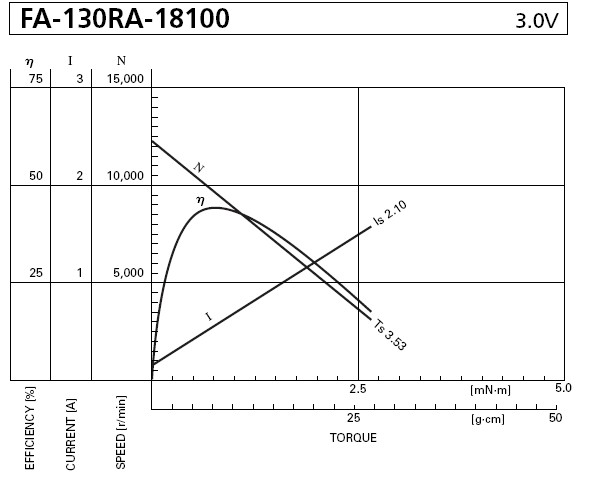 FA-130RA-18100 3.0V
η I N
75 3 15,000
N
50 2 10,000
η
Is 2.10
25 1 5,000
I
Ts 3.53
2.5 [mN·m] 5.0
25 [g·cm] 50
TORQUE
EFFICIENCY [%]
CURRENT [A]
SPEED [r/min]